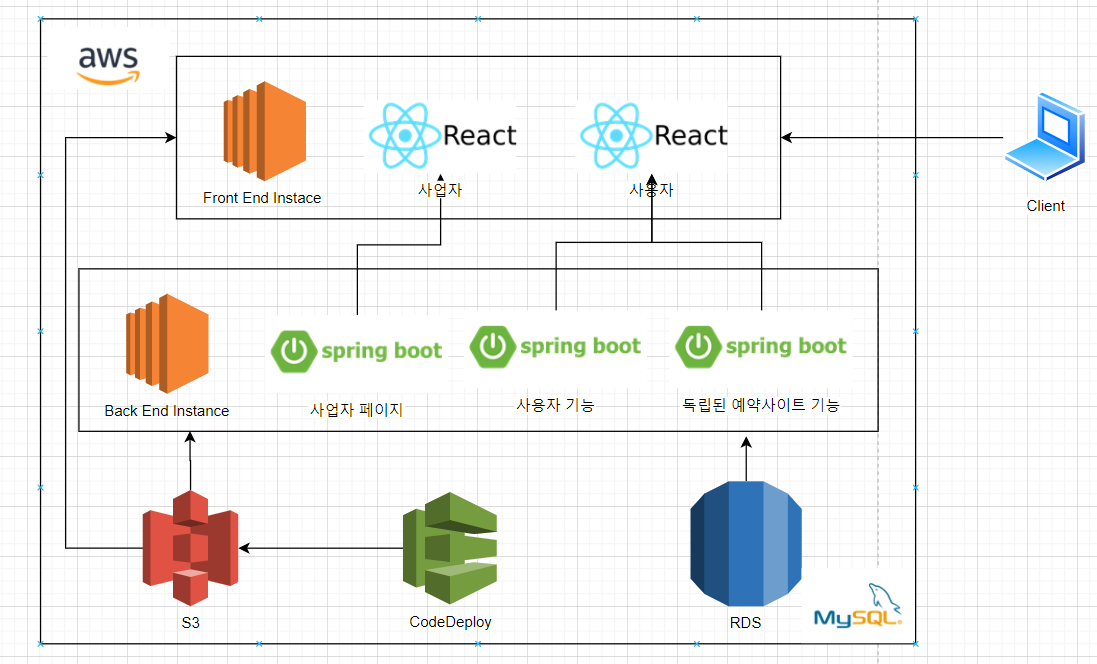 aws
React
React
사업자
사용자
Front End Instace
Client
spring boot
spring boot
spring boot
Back End Instance
사업자 페이지
사용자 기능
독립된 예약사이트 기능
S3
CodeDeploy
RDS
MySQL